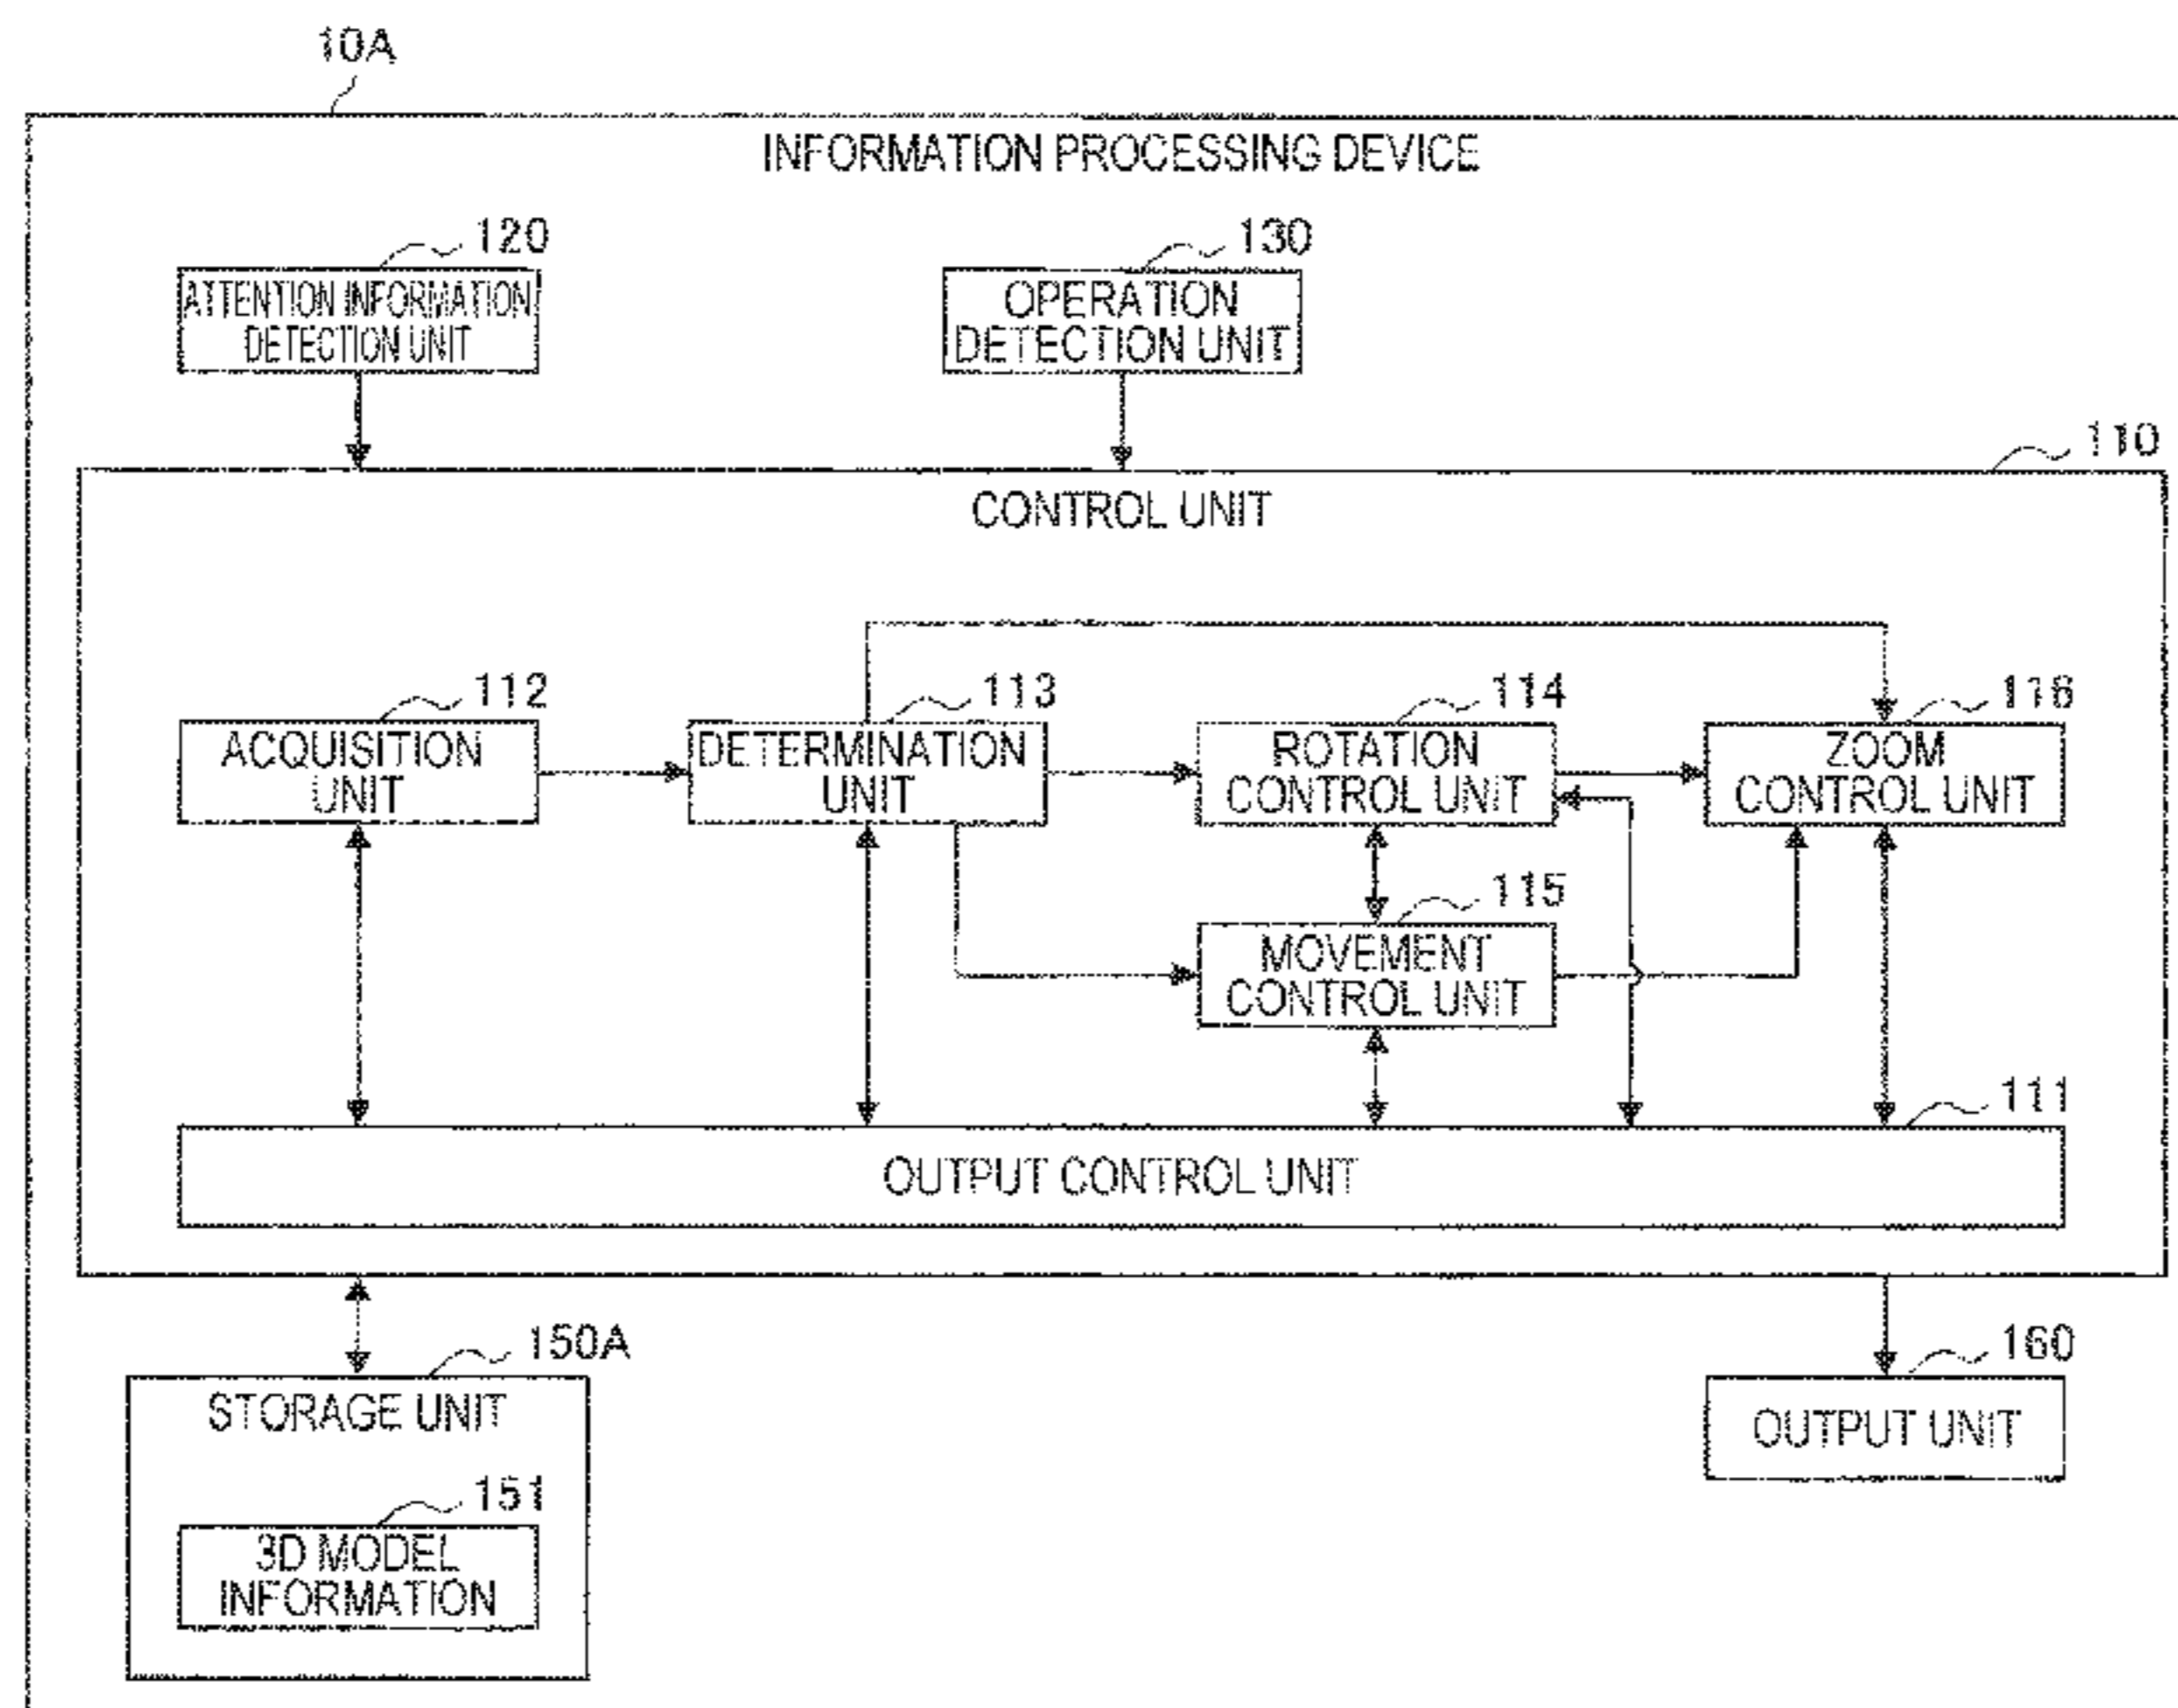 10A
INFORMATION PROCESSING DEVICE
120
130
ATTENTION INFORMATION
DETECTION UNIT
OPERATION
DETECTION UNIT
110
CONTROL UNIT
112
113
114
116
ACQUISITION
UNIT
DETERMINATION
UNIT
ROTATION
CONTROL UNIT
ZOOM
CONTROL UNIT
115
MOVEMENT
CONTROL UNIT
111
OUTPUT CONTROL UNIT
150A
160
STORAGE UNIT
OUTPUT UNIT
151
3D MODEL
INFORMATION